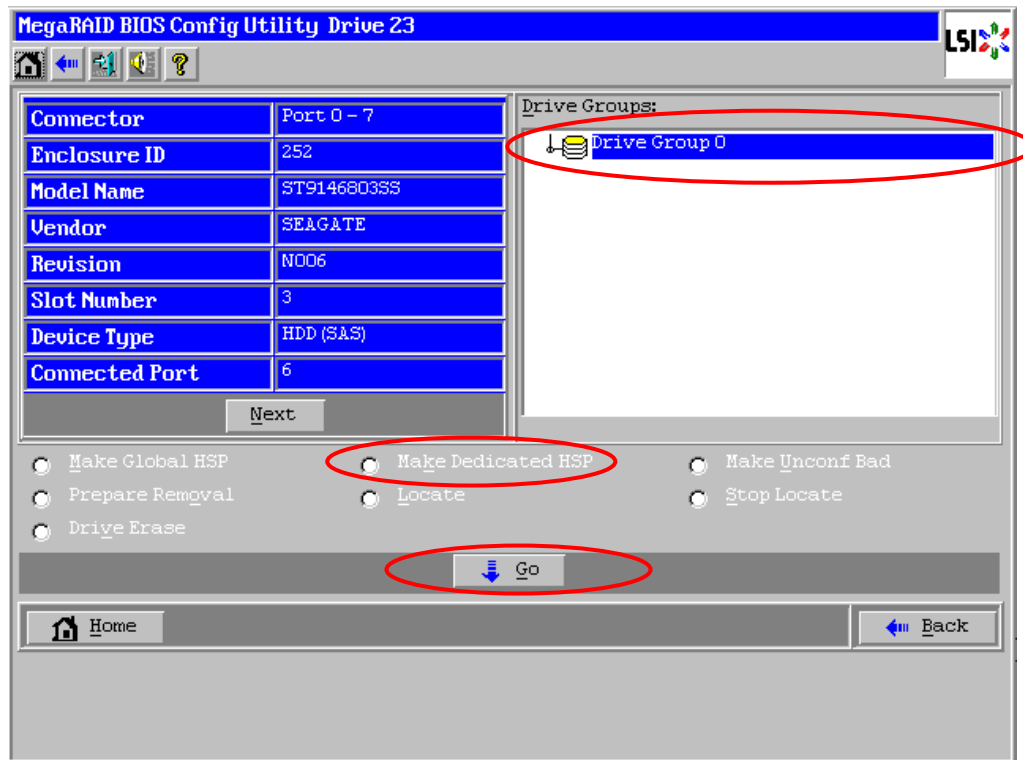 MegaRAID BIOS Config Utility Drive 23
LSI
Connector Port 0 - 7
Enclosure ID 252
Model Name ST9146803SS
Vendor SEAGATE
Revision N006
Slot Number 3
Device Type HDD (SAS)
Connected Port 6
Next
Drive Groups:
Drive Group 0
Make Global HSP Make Dedicated HSP Make Unconf Bad
Prepare Removal Locate Stop Locate
Drive Erase
Go
Home Back